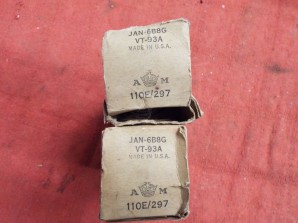 JAN-6B8G
VT-93A
MADE IN U.S.A.
A M
110E/297
JAN-6B8G
VT-93A
MADE IN U.S.A.
A M
110E/297